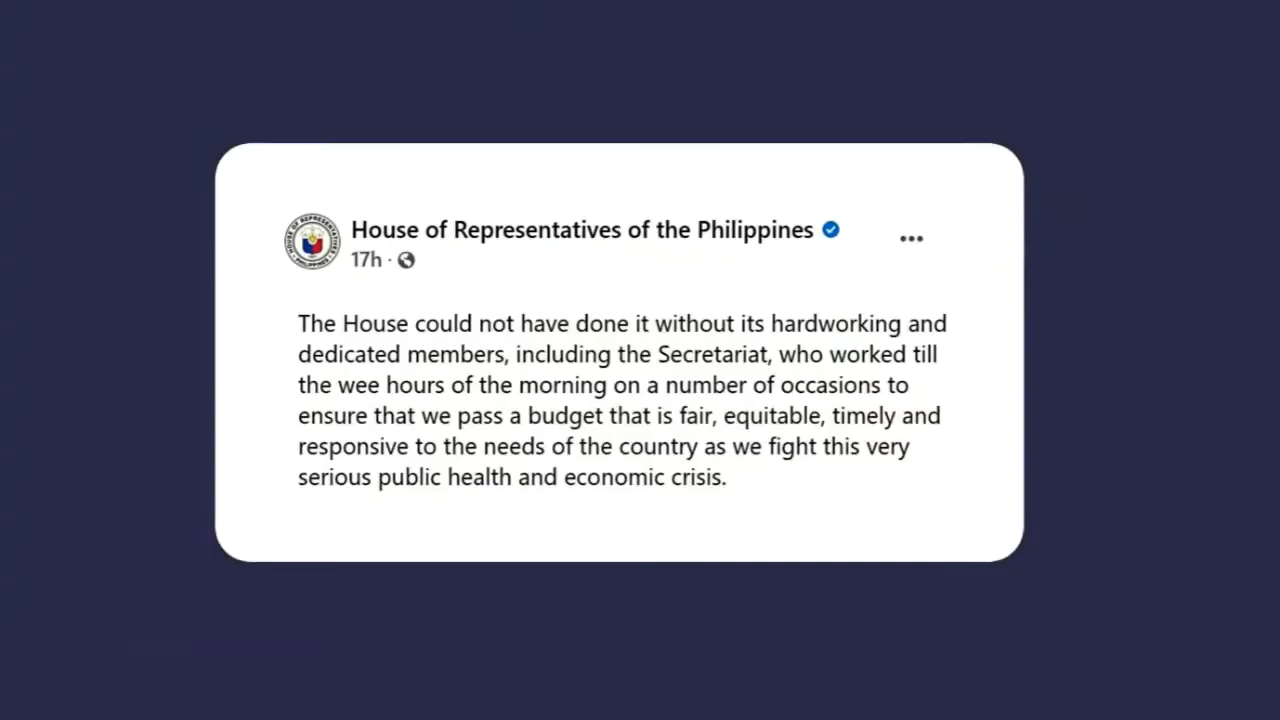 House of Representatives of the Philippines
17h ·
The House could not have done it without its hardworking and
dedicated members, including the Secretariat, who worked till
the wee hours of the morning on a number of occasions to
ensure that we pass a budget that is fair, equitable, timely and
responsive to the needs of the country as we fight this very
serious public health and economic crisis.